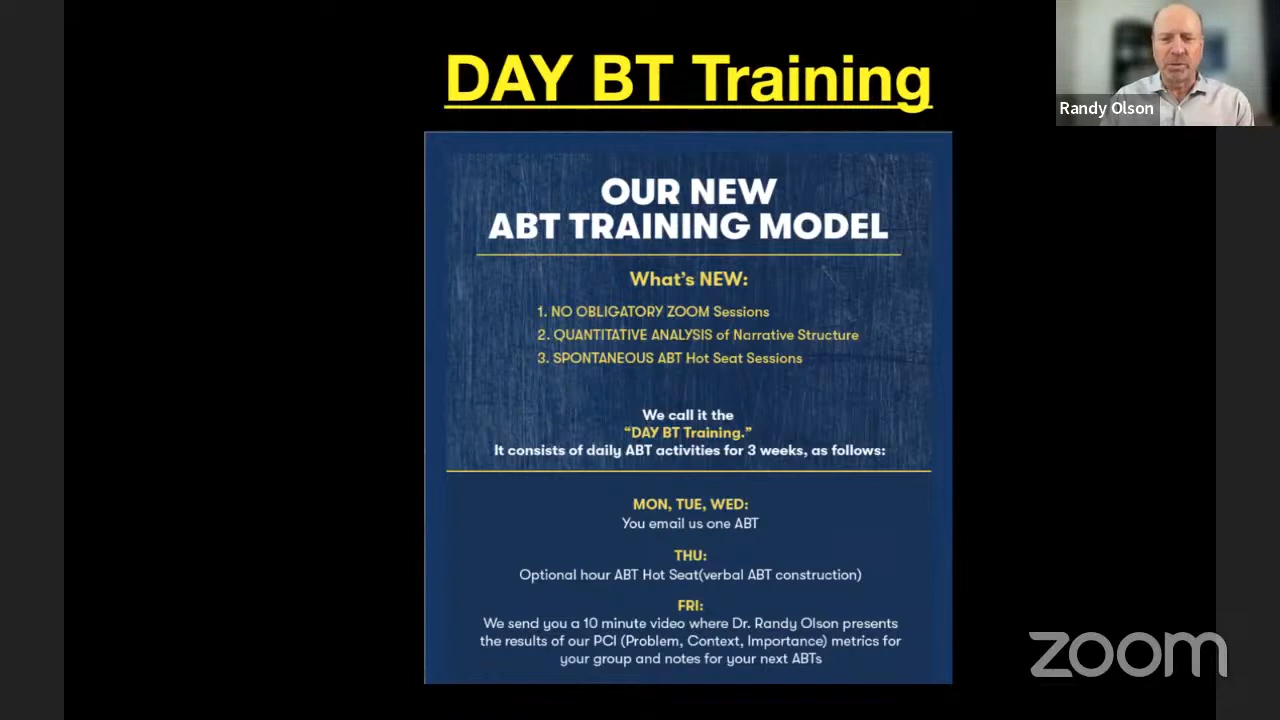 DAY BT Training
Randy Olson
OUR NEW
ABT TRAINING MODEL
What's NEW:
1. NO OBLIGATORY ZOOM Sessions
2. QUANTITATIVE ANALYSIS of Narrative Structure
3. SPONTANEOUS ABT Hot Seat Sessions
We call it the
“DAY BT Training.”
It consists of daily ABT activities for 3 weeks, as follows:
MON, TUE, WED:
You email us one ABT
THU:
Optional hour ABT Hot Seat(verbal ABT construction)
FRI:
We send you a 10 minute video where Dr. Randy Olson presents
the results of our PCI (Problem, Context, Importance) metrics for
your group and notes for your next ABTs
zoom